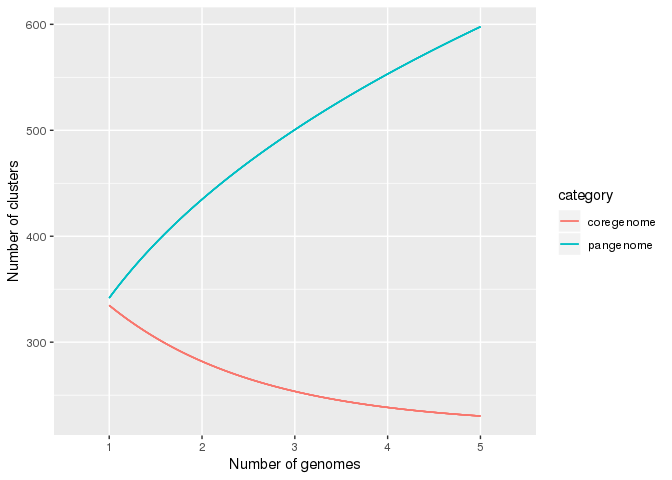 600
500
400
300
Number of clusters
1 2 3 4 5
Number of genomes
category
coregenome
pangenome